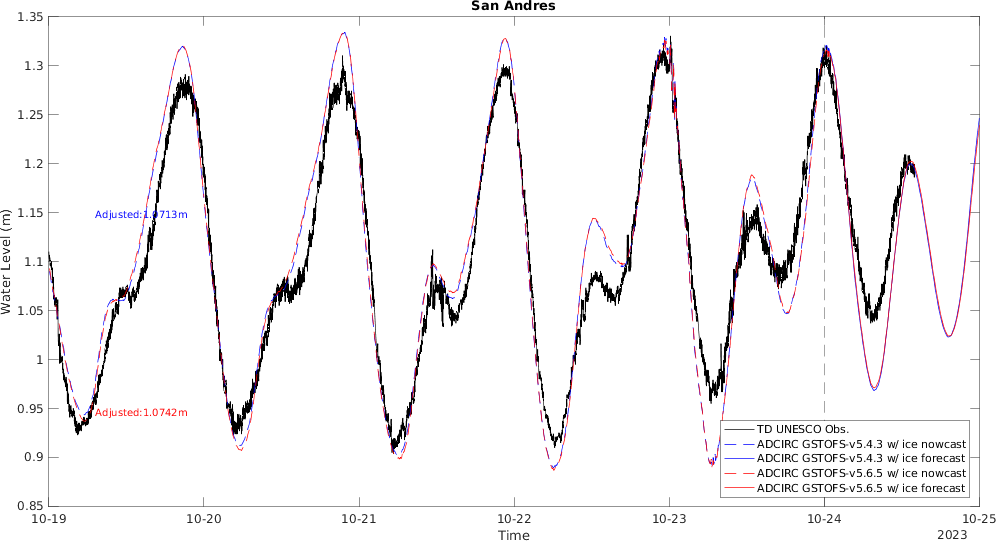 San Andres
1.35
1.3
1.25
1.2
1.15
1.1
1.05
1
0.95
0.9
0.85
Water Level (m)
Adjusted:1.0713m
Adjusted:1.0742m
TD UNESCO Obs.
ADCIRC GSTOFS-v5.4.3 w/ ice nowcast
ADCIRC GSTOFS-v5.4.3 w/ ice forecast
ADCIRC GSTOFS-v5.6.5 w/ ice nowcast
ADCIRC GSTOFS-v5.6.5 w/ ice forecast
10-19 10-20 10-21 10-22 10-23 10-24 10-25
Time
2023